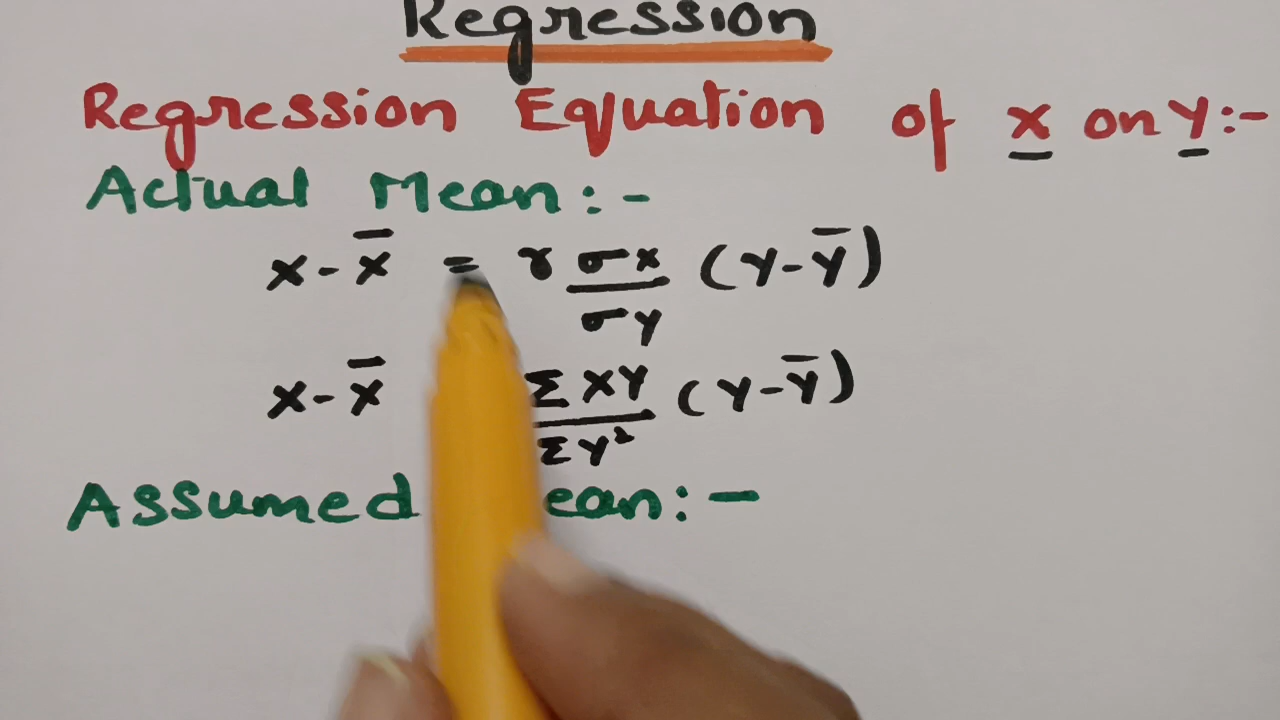 Regression
Regression Equation of x on y:-
Actual Mean:-
x - x̄ = r σx/σy (y - ȳ)
x - x̄ Σxy/Σy² (y - ȳ)
Assumed ean:-